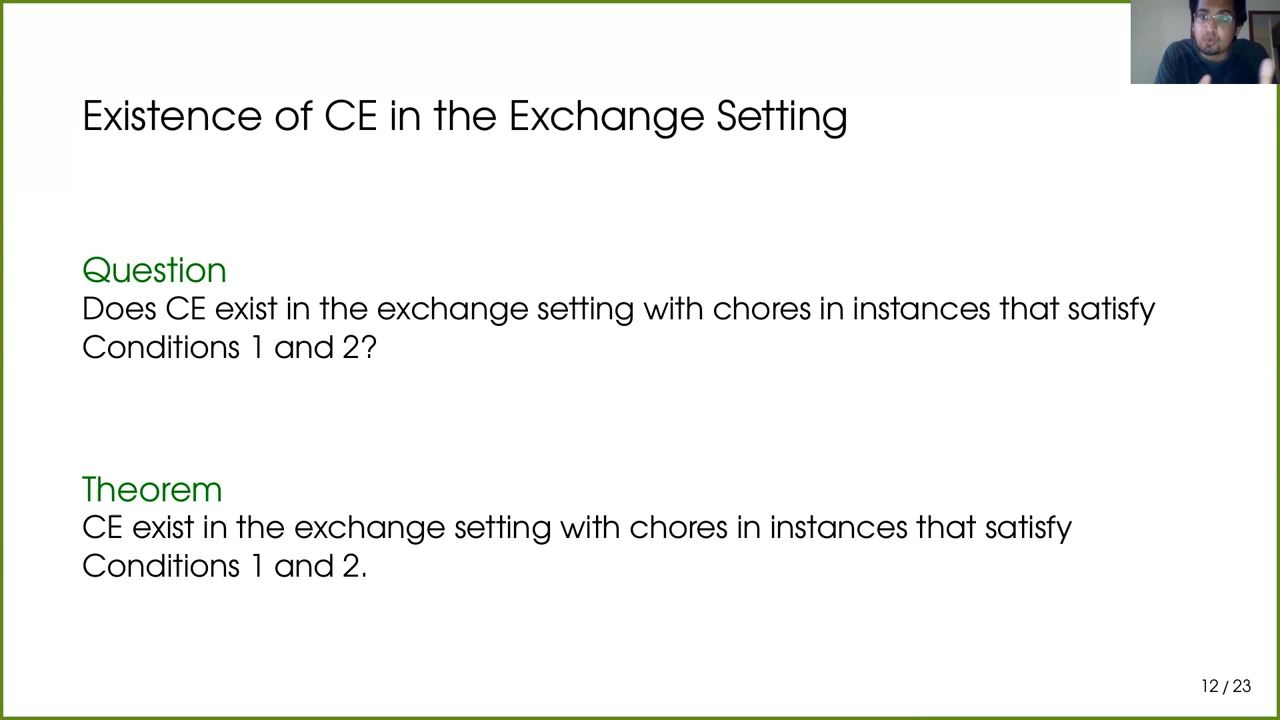 Existence of CE in the Exchange Setting
Question
Does CE exist in the exchange setting with chores in instances that satisfy
Conditions 1 and 2?
Theorem
CE exist in the exchange setting with chores in instances that satisfy
Conditions 1 and 2.
12 / 23